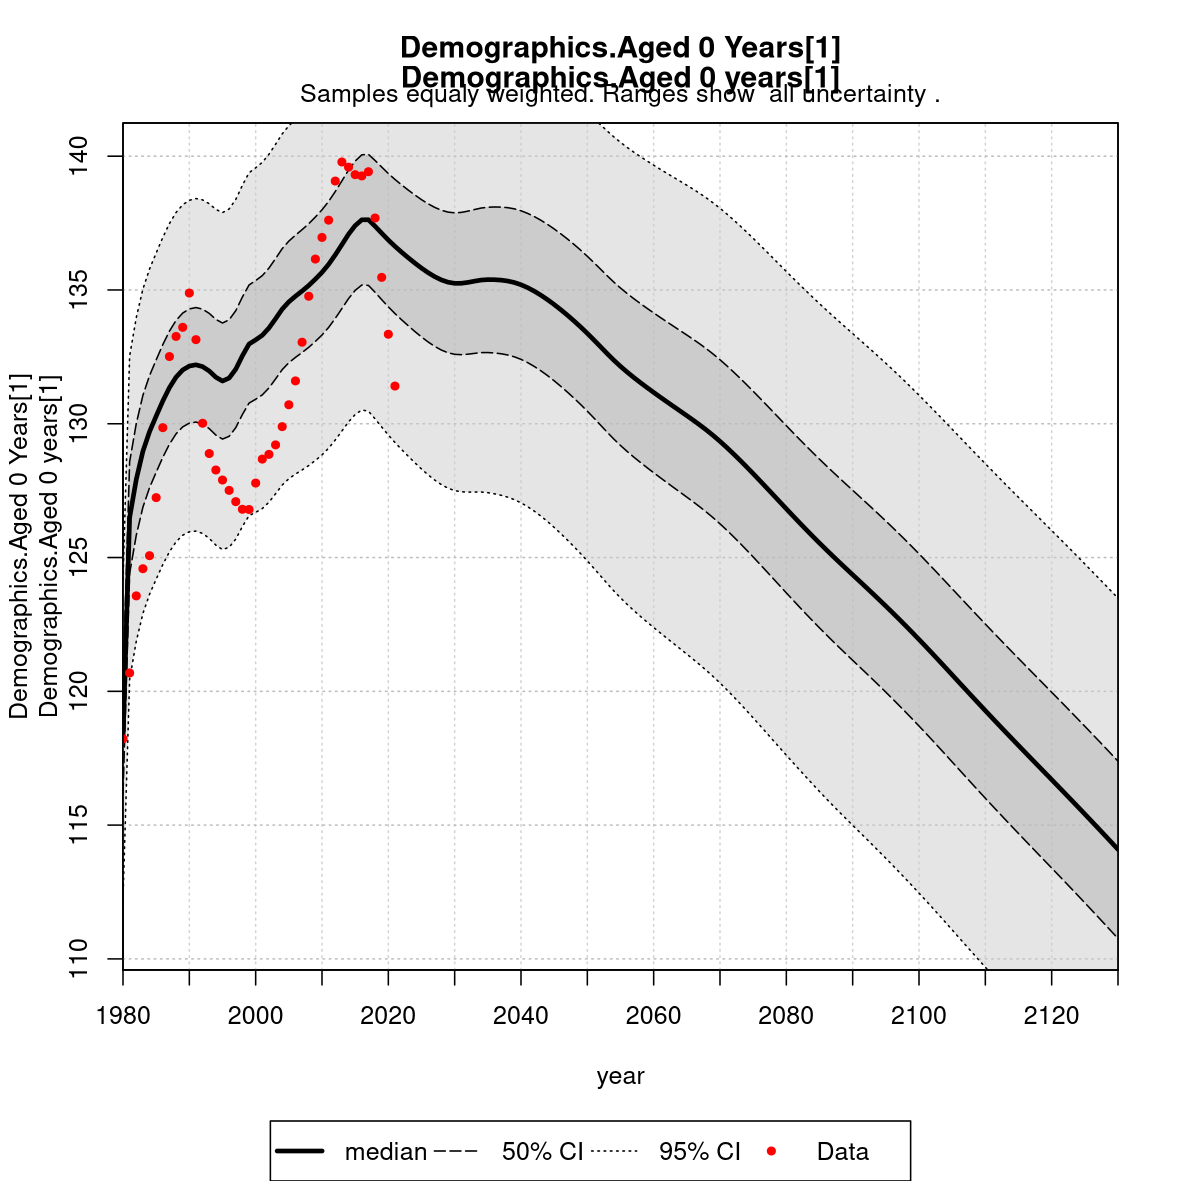 Demographics.Aged 0 Years[1]
Demographics.Aged 0 years[1]
Samples equaly weighted. Ranges show  all uncertainty .
Demographics.Aged 0 Years[1]
Demographics.Aged 0 years[1]
140
135
130
125
120
115
110
1980 2000 2020 2040 2060 2080 2100 2120
year
median 50% CI 95% CI Data